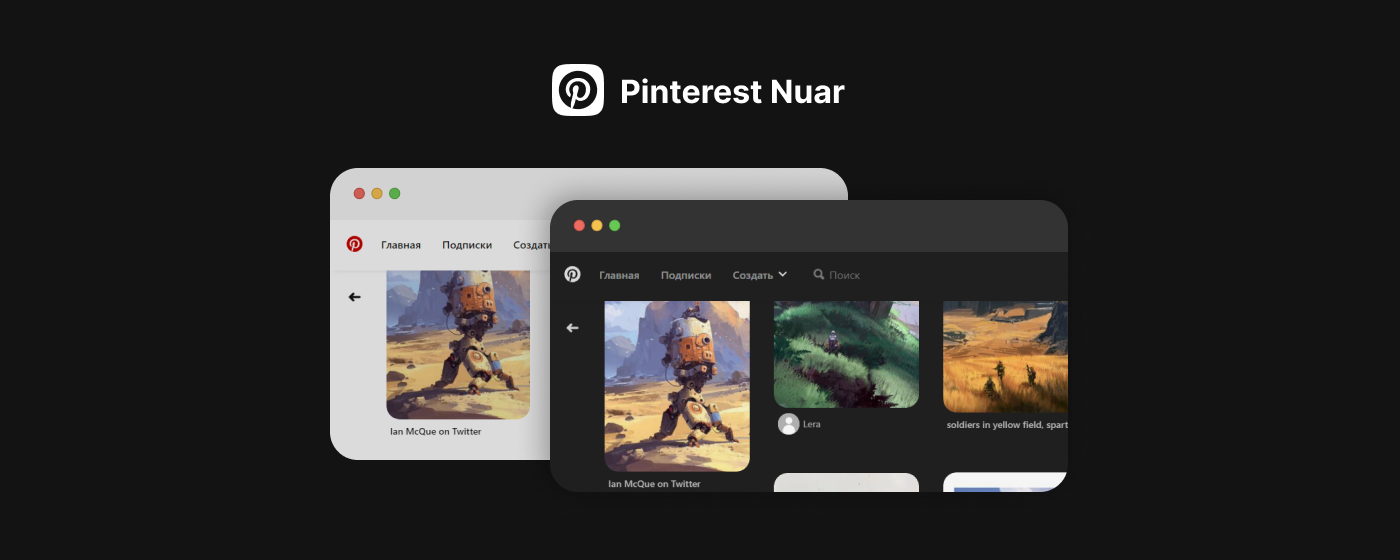 Pinterest Nuar
Главная Подписки Создать
Ian McQue on Twitter
Главная Подписки Создать Поиск
Lera
soldiers in yellow field, spart
Ian McQue on Twitter